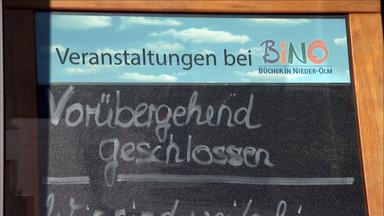 Veranstaltungen bei BiNO
BÜCHER IN NIEDER-OLM
Vorübergehend
geschlossen